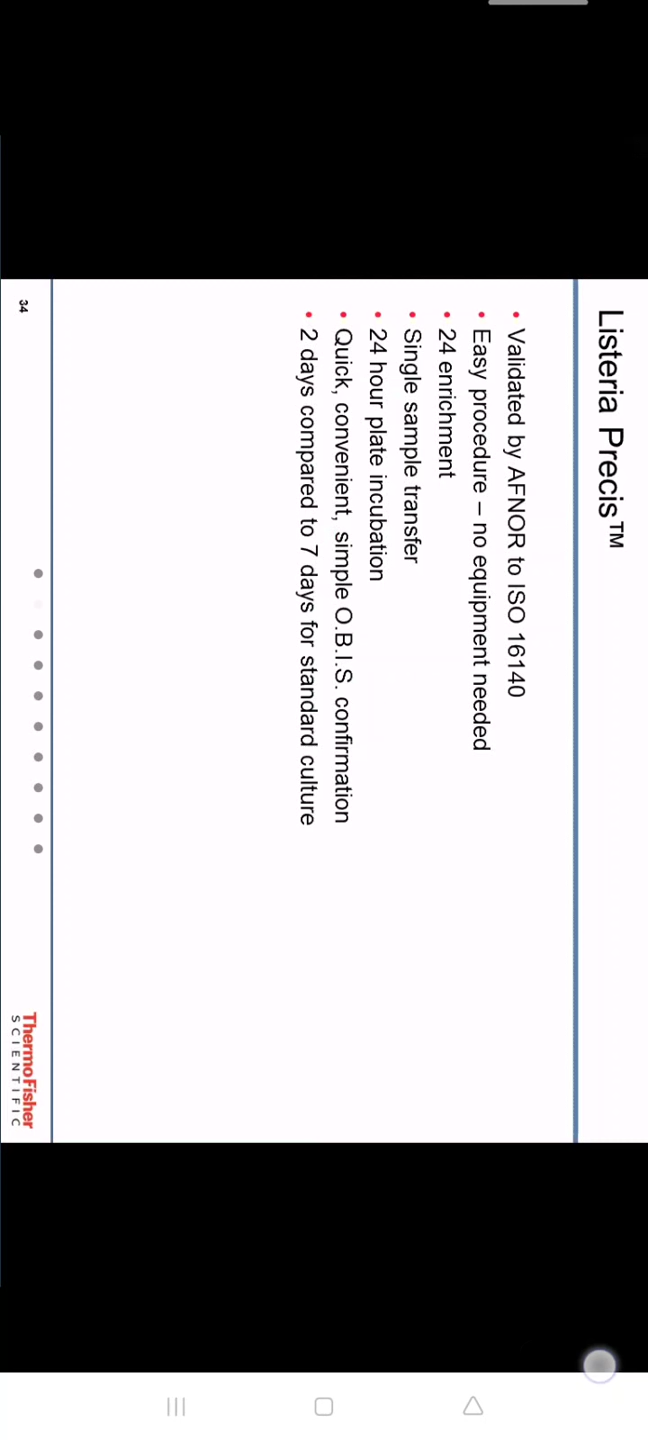 Listeria Precis™
• Validated by AFNOR to ISO 16140
• Easy procedure – no equipment needed
• 24 enrichment
• Single sample transfer
• 24 hour plate incubation
• Quick, convenient, simple O.B.I.S. confirmation
• 2 days compared to 7 days for standard culture
34
ThermoFisher
SCIENTIFIC